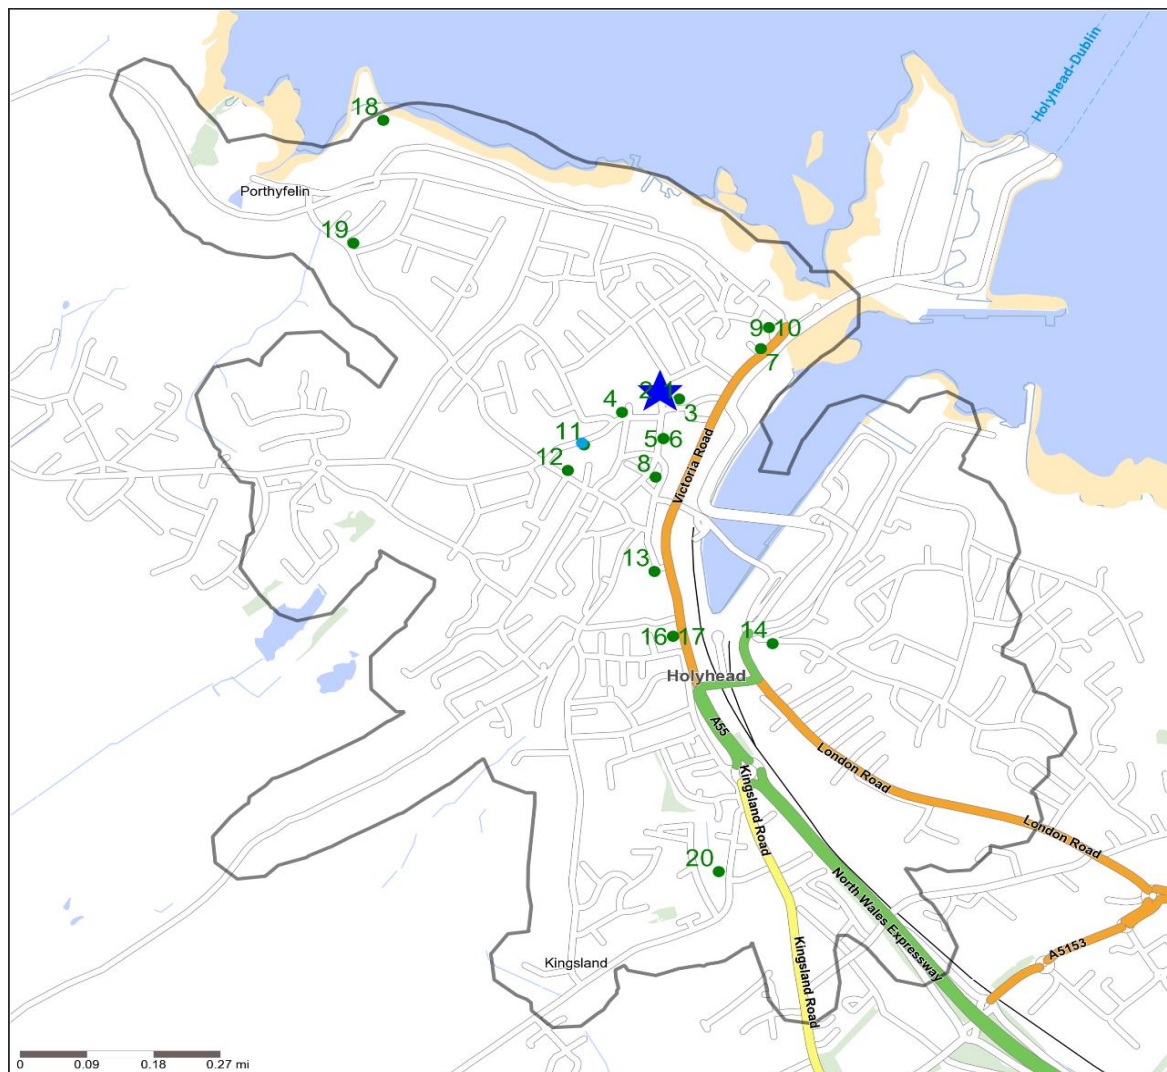 Holyhead-Dublin
18
Porthyfelin
19
9
10
7
2
1
4
3
11
5
6
12
8
Victoria Road
13
16
17
14
Holyhead
A55
London Road
Kingsland Road
London Road
20
North Wales Expressway
A5153
Kingsland
Kingsland Road
0
0.09
0.18
0.27 mi